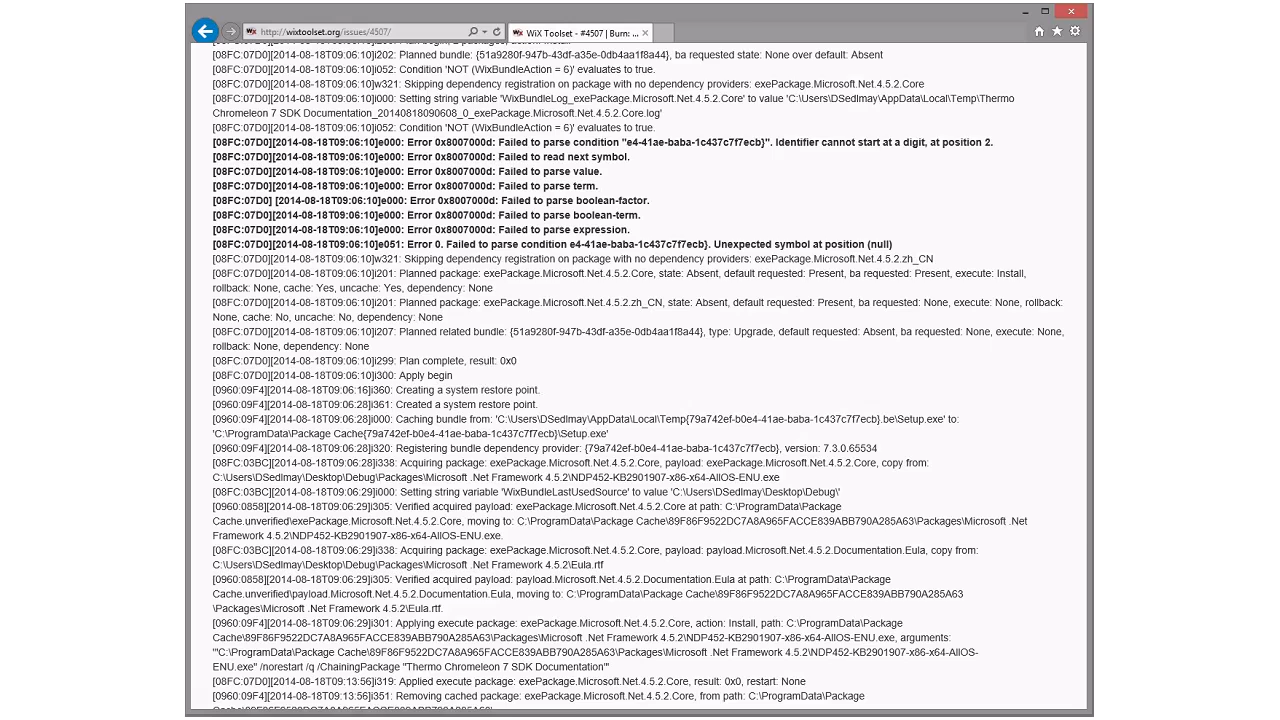 http://wixtoolset.org/issues/4507/
WiX Toolset - #4507 | Burn: ...
[08FC:07D0][2014-08-18T09:06:10]i202: Planned bundle: {51a9280f-947b-43df-a35e-0db4aa1f8a44}, ba requested state: None over default: Absent
[08FC:07D0][2014-08-18T09:06:10]i052: Condition 'NOT (WixBundleAction = 6)' evaluates to true.
[08FC:07D0][2014-08-18T09:06:10]w321: Skipping dependency registration on package with no dependency providers: exePackage.Microsoft.Net.4.5.2.Core
[08FC:07D0][2014-08-18T09:06:10]i000: Setting string variable 'WixBundleLog_exePackage.Microsoft.Net.4.5.2.Core' to value 'C:\Users\DSedlmay\AppData\Local\Temp\Thermo
Chromeleon 7 SDK Documentation_20140818090608_0_exePackage.Microsoft.Net.4.5.2.Core.log'
[08FC:07D0][2014-08-18T09:06:10]i052: Condition 'NOT (WixBundleAction = 6)' evaluates to true.
[08FC:07D0][2014-08-18T09:06:10]e000: Error 0x8007000d: Failed to parse condition "e4-41ae-baba-1c437c7f7ecb}". Identifier cannot start at a digit, at position 2.
[08FC:07D0][2014-08-18T09:06:10]e000: Error 0x8007000d: Failed to read next symbol.
[08FC:07D0][2014-08-18T09:06:10]e000: Error 0x8007000d: Failed to parse value.
[08FC:07D0][2014-08-18T09:06:10]e000: Error 0x8007000d: Failed to parse term.
[08FC:07D0] [2014-08-18T09:06:10]e000: Error 0x8007000d: Failed to parse boolean-factor.
[08FC:07D0][2014-08-18T09:06:10]e000: Error 0x8007000d: Failed to parse boolean-term.
[08FC:07D0][2014-08-18T09:06:10]e000: Error 0x8007000d: Failed to parse expression.
[08FC:07D0][2014-08-18T09:06:10]e051: Error 0. Failed to parse condition e4-41ae-baba-1c437c7f7ecb}. Unexpected symbol at position (null)
[08FC:07D0][2014-08-18T09:06:10]w321: Skipping dependency registration on package with no dependency providers: exePackage.Microsoft.Net.4.5.2.zh_CN
[08FC:07D0][2014-08-18T09:06:10]i201: Planned package: exePackage.Microsoft.Net.4.5.2.Core, state: Absent, default requested: Present, ba requested: Present, execute: Install,
rollback: None, cache: Yes, uncache: Yes, dependency: None
[08FC:07D0][2014-08-18T09:06:10]i201: Planned package: exePackage.Microsoft.Net.4.5.2.zh_CN, state: Absent, default requested: Present, ba requested: None, execute: None, rollback:
None, cache: No, uncache: No, dependency: None
[08FC:07D0][2014-08-18T09:06:10]i207: Planned related bundle: {51a9280f-947b-43df-a35e-0db4aa1f8a44}, type: Upgrade, default requested: Absent, ba requested: None, execute: None,
rollback: None, dependency: None
[08FC:07D0][2014-08-18T09:06:10]i299: Plan complete, result: 0x0
[08FC:07D0][2014-08-18T09:06:10]i300: Apply begin
[0960:09F4][2014-08-18T09:06:16]i360: Creating a system restore point.
[0960:09F4][2014-08-18T09:06:28]i361: Created a system restore point.
[0960:09F4][2014-08-18T09:06:28]i000: Caching bundle from: 'C:\Users\DSedlmay\AppData\Local\Temp{79a742ef-b0e4-41ae-baba-1c437c7f7ecb}.be\Setup.exe' to:
'C:\ProgramData\Package Cache{79a742ef-b0e4-41ae-baba-1c437c7f7ecb}\Setup.exe'
[0960:09F4][2014-08-18T09:06:28]i320: Registering bundle dependency provider: {79a742ef-b0e4-41ae-baba-1c437c7f7ecb}, version: 7.3.0.65534
[08FC:03BC][2014-08-18T09:06:28]i338: Acquiring package: exePackage.Microsoft.Net.4.5.2.Core, payload: exePackage.Microsoft.Net.4.5.2.Core, copy from:
C:\Users\DSedlmay\Desktop\Debug\Packages\Microsoft .Net Framework 4.5.2\NDP452-KB2901907-x86-x64-AllOS-ENU.exe
[08FC:03BC][2014-08-18T09:06:29]i000: Setting string variable 'WixBundleLastUsedSource' to value 'C:\Users\DSedlmay\Desktop\Debug\'
[0960:0858][2014-08-18T09:06:29]i305: Verified acquired payload: exePackage.Microsoft.Net.4.5.2.Core at path: C:\ProgramData\Package
Cache.unverified\exePackage.Microsoft.Net.4.5.2.Core, moving to: C:\ProgramData\Package Cache\89F86F9522DC7A8A965FACCE839ABB790A285A63\Packages\Microsoft .Net
Framework 4.5.2\NDP452-KB2901907-x86-x64-AllOS-ENU.exe.
[08FC:03BC][2014-08-18T09:06:29]i338: Acquiring package: exePackage.Microsoft.Net.4.5.2.Core, payload: payload.Microsoft.Net.4.5.2.Documentation.Eula, copy from:
C:\Users\DSedlmay\Desktop\Debug\Packages\Microsoft .Net Framework 4.5.2\Eula.rtf
[0960:0858][2014-08-18T09:06:29]i305: Verified acquired payload: payload.Microsoft.Net.4.5.2.Documentation.Eula at path: C:\ProgramData\Package
Cache.unverified\payload.Microsoft.Net.4.5.2.Documentation.Eula, moving to: C:\ProgramData\Package Cache\89F86F9522DC7A8A965FACCE839ABB790A285A63
\Packages\Microsoft .Net Framework 4.5.2\Eula.rtf.
[0960:09F4][2014-08-18T09:06:29]i301: Applying execute package: exePackage.Microsoft.Net.4.5.2.Core, action: Install, path: C:\ProgramData\Package
Cache\89F86F9522DC7A8A965FACCE839ABB790A285A63\Packages\Microsoft .Net Framework 4.5.2\NDP452-KB2901907-x86-x64-AllOS-ENU.exe, arguments:
'"C:\ProgramData\Package Cache\89F86F9522DC7A8A965FACCE839ABB790A285A63\Packages\Microsoft .Net Framework 4.5.2\NDP452-KB2901907-x86-x64-AllOS-
ENU.exe" /norestart /q /ChainingPackage "Thermo Chromeleon 7 SDK Documentation"'
[08FC:07D0][2014-08-18T09:13:56]i319: Applied execute package: exePackage.Microsoft.Net.4.5.2.Core, result: 0x0, restart: None
[0960:09F4][2014-08-18T09:13:56]i351: Removing cached package: exePackage.Microsoft.Net.4.5.2.Core, from path: C:\ProgramData\Package